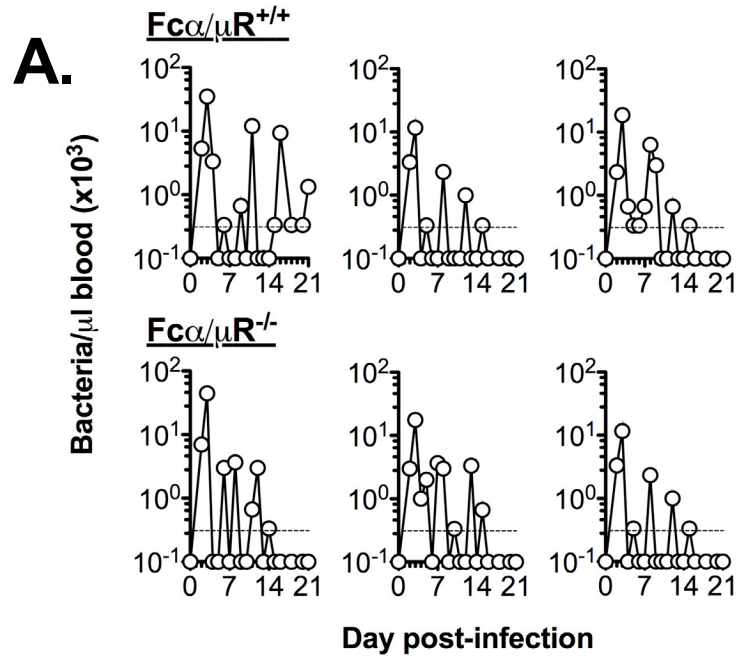 A.
Fcα/μR+/+
Bacteria/μl blood (x10³)
10² 10² 10²
10¹ 10¹ 10¹
10⁰ 10⁰ 10⁰
10⁻¹ 10⁻¹ 10⁻¹
0 7 14 21 0 7 14 21 0 7 14 21
Fcα/μR-/-
10² 10² 10²
10¹ 10¹ 10¹
10⁰ 10⁰ 10⁰
10⁻¹ 10⁻¹ 10⁻¹
0 7 14 21 0 7 14 21 0 7 14 21
Day post-infection